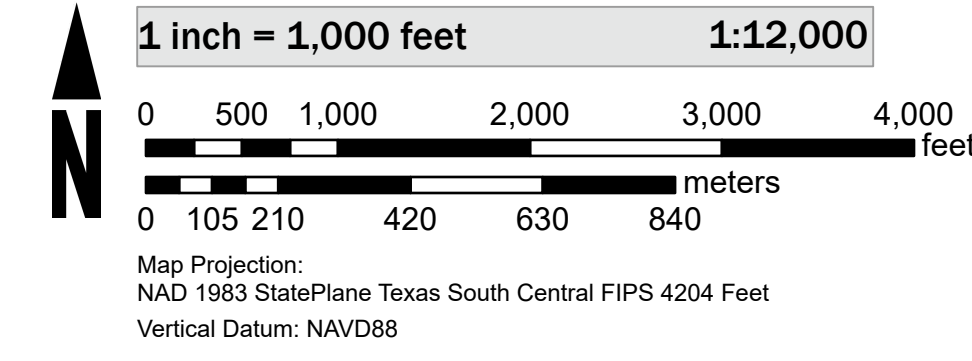 1 inch = 1,000 feet 1:12,000
0 500 1,000 2,000 3,000 4,000
feet
meters
0 105 210 420 630 840
N
Map Projection:
NAD 1983 StatePlane Texas South Central FIPS 4204 Feet
Vertical Datum: NAVD88